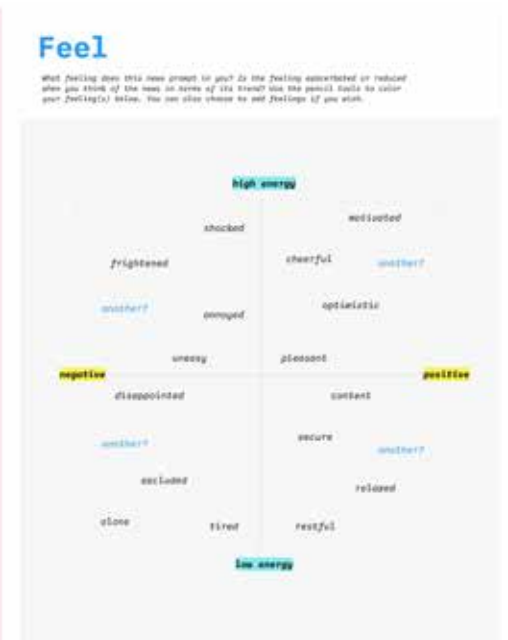 Feel
What feeling does this news prompt in you? Is the feeling exacerbated or reduced
when you think of the news in terms of its trend? Use the pencil tools to color
your feeling(s) below. You can also choose to add feelings if you wish.
high energy
motivated
shocked
cheerful
another?
frightened
optimistic
another?
annoyed
uneasy
pleasant
negative
positive
disappointed
content
secure
another?
another?
excluded
relaxed
alone
tired
restful
low energy